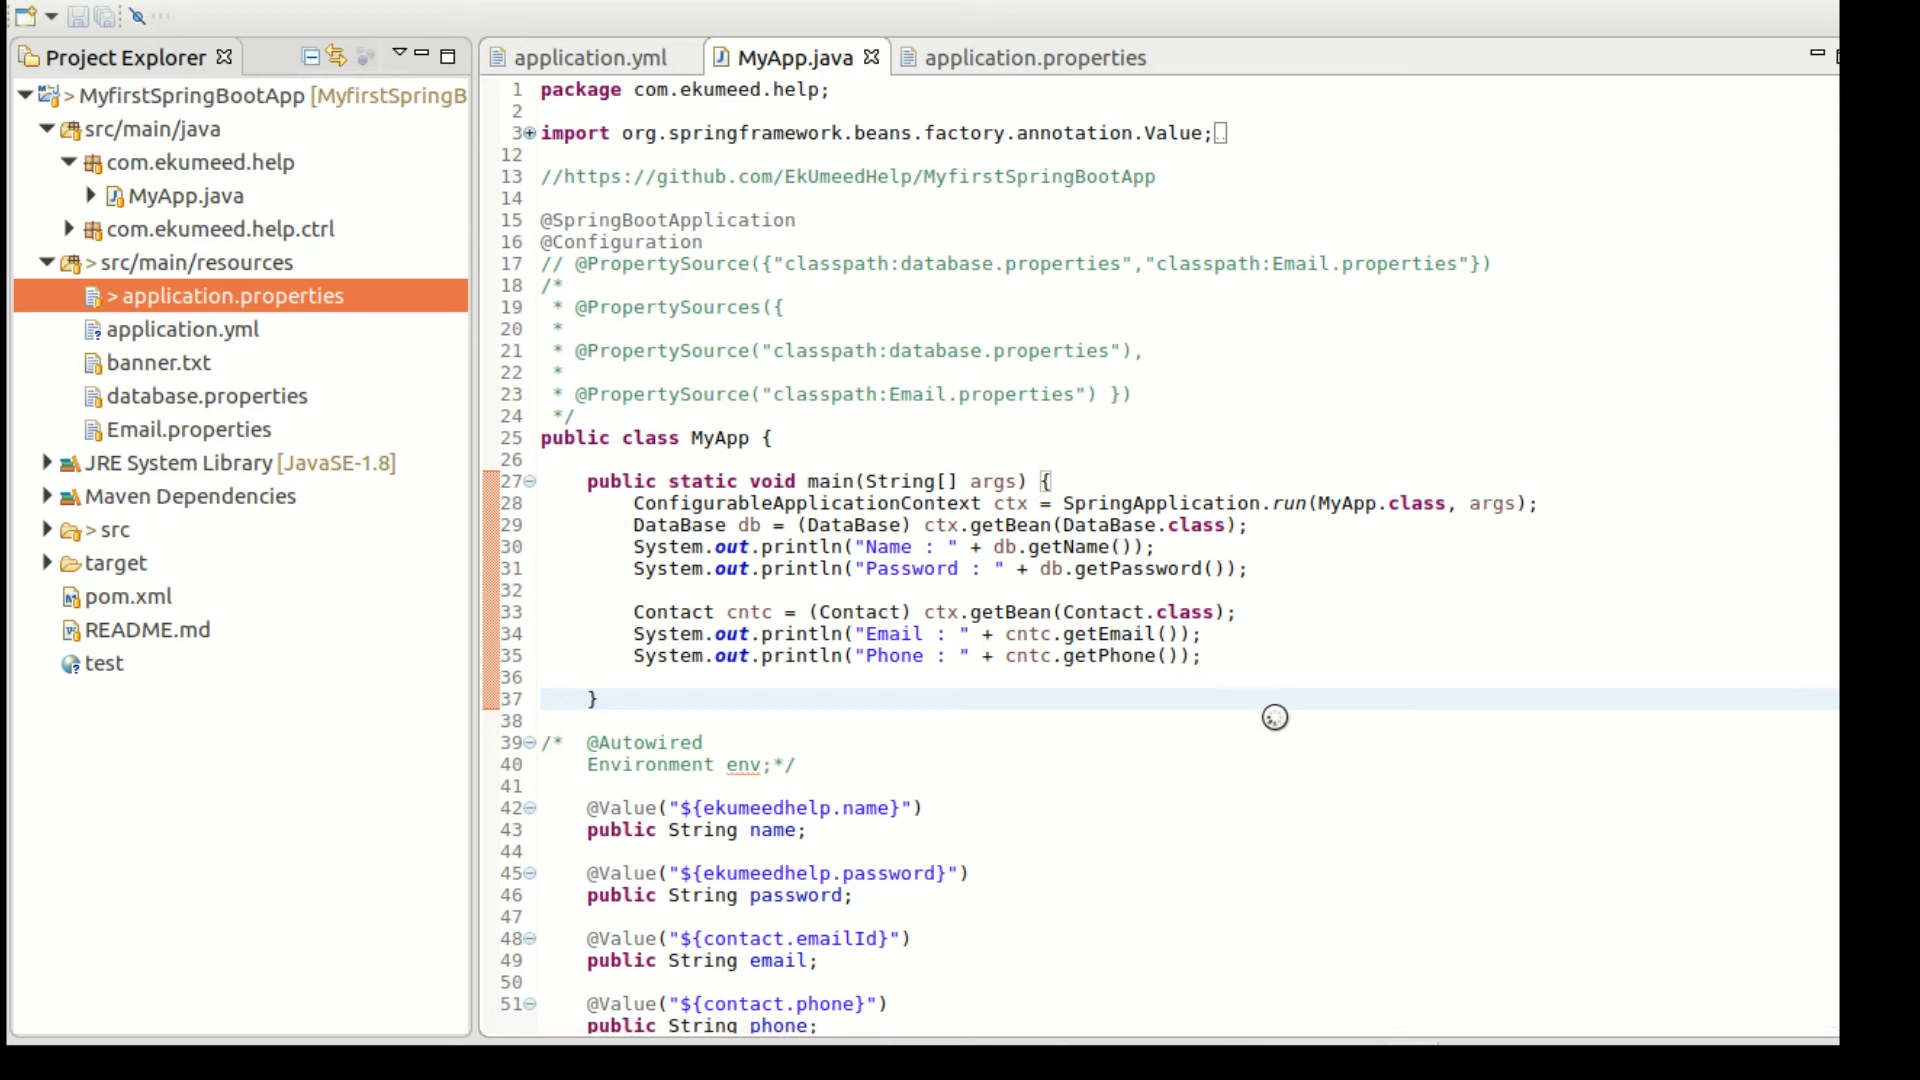 Project Explorer
> MyfirstSpringBootApp [MyfirstSpringB
src/main/java
com.ekumeed.help
MyApp.java
com.ekumeed.help.ctrl
> src/main/resources
> application.properties
application.yml
banner.txt
database.properties
Email.properties
JRE System Library [JavaSE-1.8]
Maven Dependencies
> src
target
pom.xml
README.md
test
application.yml
MyApp.java
application.properties
1 package com.ekumeed.help;
2
3 import org.springframework.beans.factory.annotation.Value;
12
13 //https://github.com/EkUmeedHelp/MyfirstSpringBootApp
14
15 @SpringBootApplication
16 @Configuration
17 // @PropertySource({"classpath:database.properties","classpath:Email.properties"})
18 /*
19  * @PropertySources({
20  *
21  * @PropertySource("classpath:database.properties"),
22  *
23  * @PropertySource("classpath:Email.properties") })
24  */
25 public class MyApp {
26
27     public static void main(String[] args) {
28         ConfigurableApplicationContext ctx = SpringApplication.run(MyApp.class, args);
29         DataBase db = (DataBase) ctx.getBean(DataBase.class);
30         System.out.println("Name : " + db.getName());
31         System.out.println("Password : " + db.getPassword());
32
33         Contact cntc = (Contact) ctx.getBean(Contact.class);
34         System.out.println("Email : " + cntc.getEmail());
35         System.out.println("Phone : " + cntc.getPhone());
36
37     }
38
39 /*  @Autowired
40     Environment env;*/
41
42     @Value("${ekumeedhelp.name}")
43     public String name;
44
45     @Value("${ekumeedhelp.password}")
46     public String password;
47
48     @Value("${contact.emailId}")
49     public String email;
50
51     @Value("${contact.phone}")
public String phone;